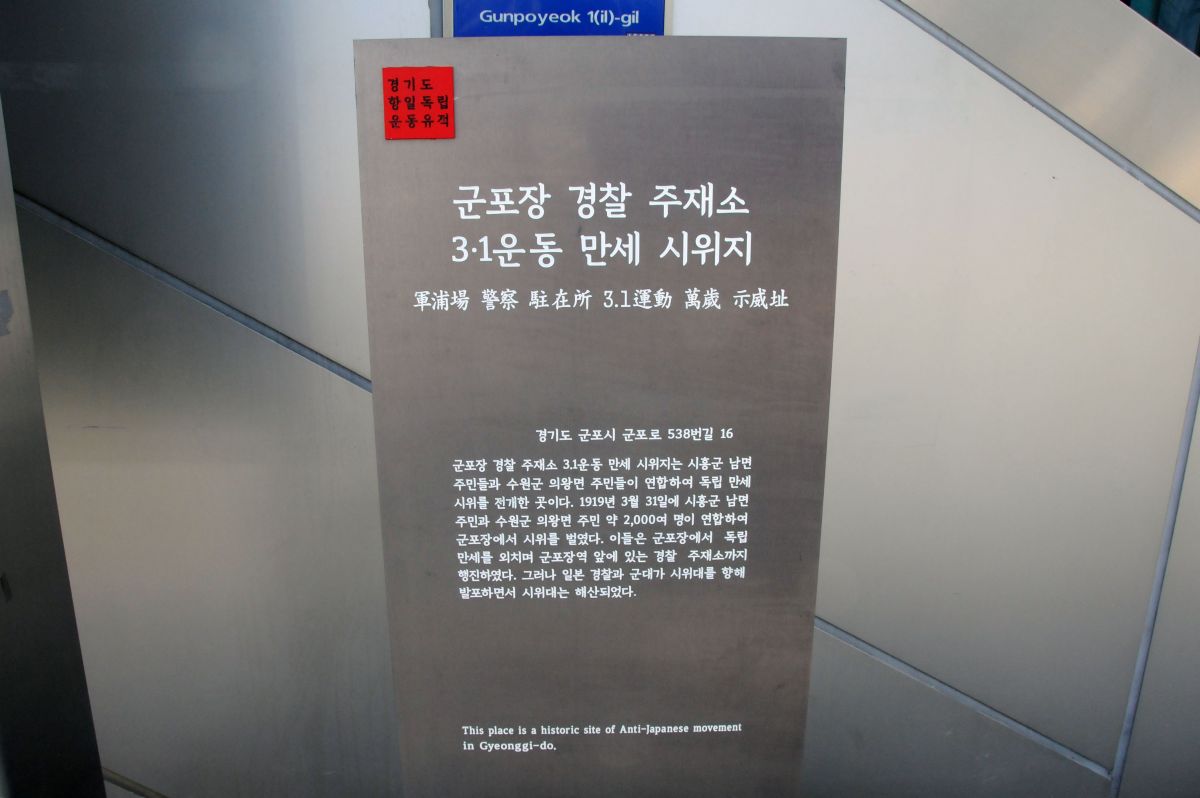 Gunpoyeok 1(il)-gil
경기도
항일독립
운동유적
군포장 경찰 주재소
3·1운동 만세 시위지
軍浦場 警察 駐在所 3.1運動 萬歲 示威址
경기도 군포시 군포로 538번길 16
군포장 경찰 주재소 3.1운동 만세 시위지는 시흥군 남면
주민들과 수원군 의왕면 주민들이 연합하여 독립 만세
시위를 전개한 곳이다. 1919년 3월 31일에 시흥군 남면
주민과 수원군 의왕면 주민 약 2,000여 명이 연합하여
군포장에서 시위를 벌였다. 이들은 군포장에서 독립
만세를 외치며 군포장역 앞에 있는 경찰 주재소까지
행진하였다. 그러나 일본 경찰과 군대가 시위대를 향해
발포하면서 시위대는 해산되었다.
This place is a historic site of Anti-Japanese movement
in Gyeonggi-do.